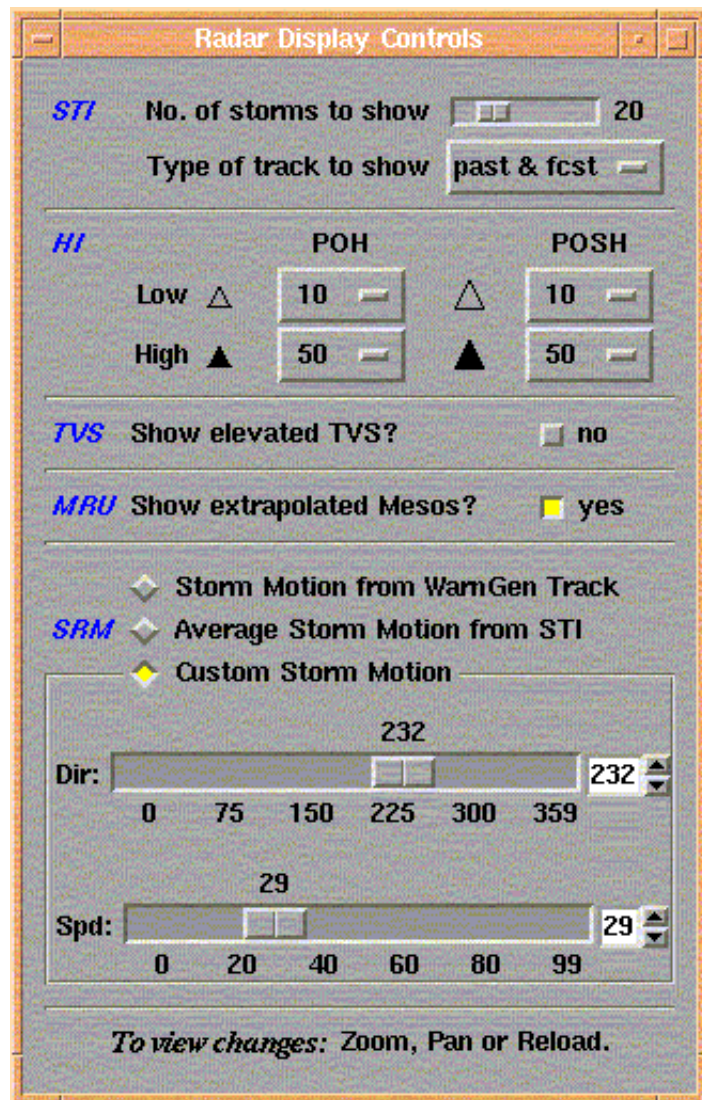 Radar Display Controls
STI No. of storms to show 20
Type of track to show past & fcst
HI POH POSH
Low 10 10
High 50 50
TVS Show elevated TVS? no
MRU Show extrapolated Mesos? yes
Storm Motion from WarnGen Track
SRM Average Storm Motion from STI
Custom Storm Motion
232
Dir: 232
0 75 150 225 300 359
29
Spd: 29
0 20 40 60 80 99
To view changes: Zoom, Pan or Reload.